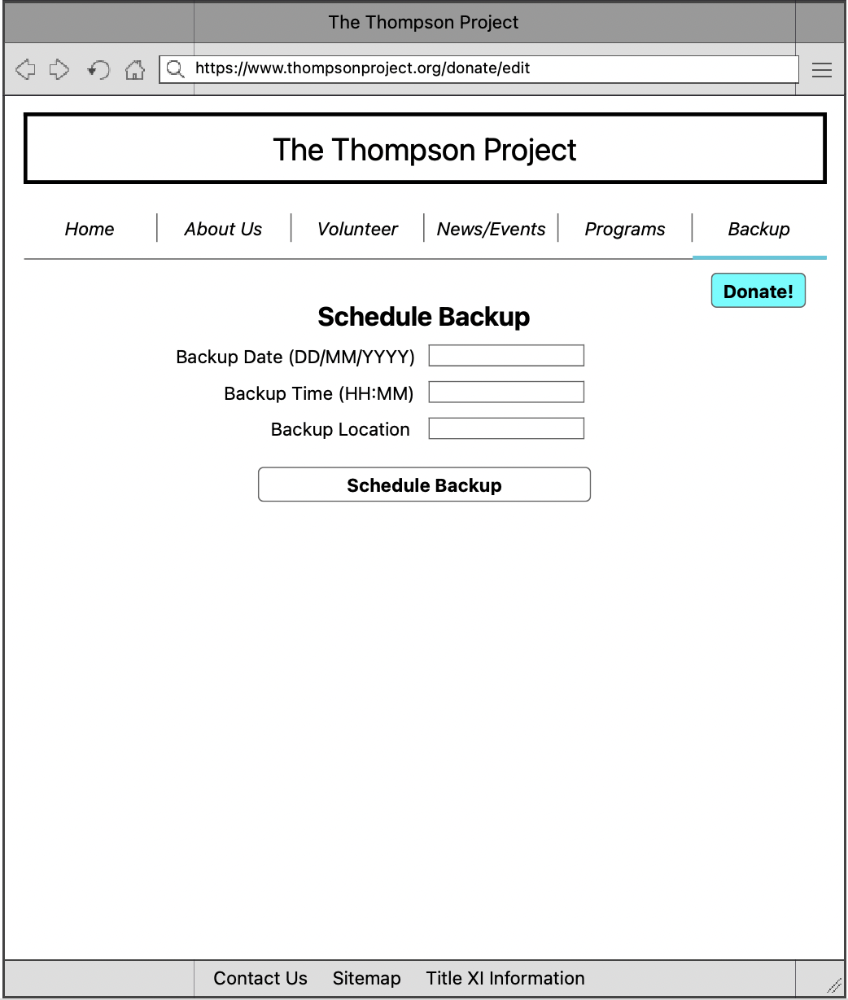 The Thompson Project
https://www.thompsonproject.org/donate/edit
The Thompson Project
Home About Us Volunteer News/Events Programs Backup
Donate!
Schedule Backup
Backup Date (DD/MM/YYYY)
Backup Time (HH:MM)
Backup Location
Schedule Backup
Contact Us Sitemap Title XI Information